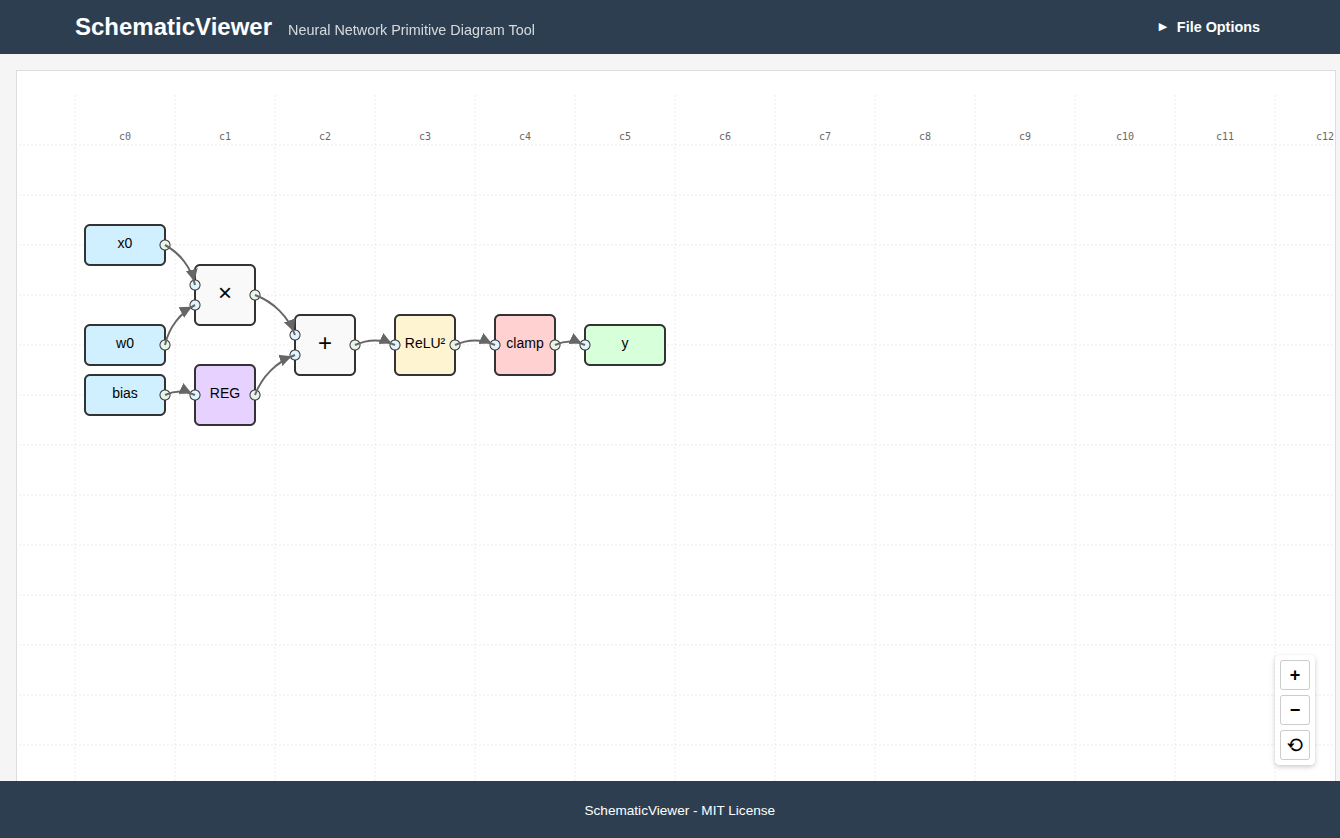 SchematicViewer Neural Network Primitive Diagram Tool
► File Options
c0 c1 c2 c3 c4 c5 c6 c7 c8 c9 c10 c11 c12
x0
×
w0
+
ReLU²
clamp
y
bias
REG
+
−
⟲
SchematicViewer - MIT License